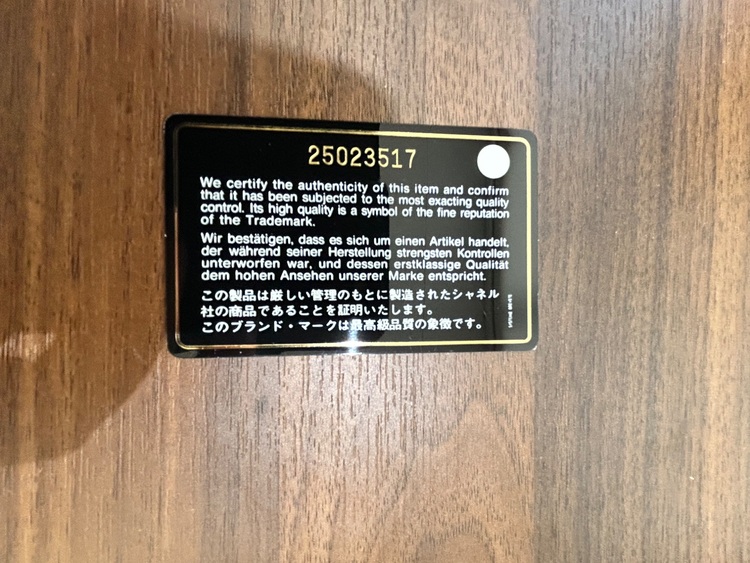 25023517
We certify the authenticity of this item and confirm
that it has been subjected to the most exacting quality
control. Its high quality is a symbol of the fine reputation
of the Trademark.
Wir bestätigen, dass es sich um einen Artikel handelt,
der während seiner Herstellung strengsten Kontrollen
unterworfen war, und dessen erstklassige Qualität
dem hohen Ansehen unserer Marke entspricht.
この製品は厳しい管理のもとに製造されたシャネル
社の商品であることを証明いたします。
このブランド・マークは最高級品質の象徴です。